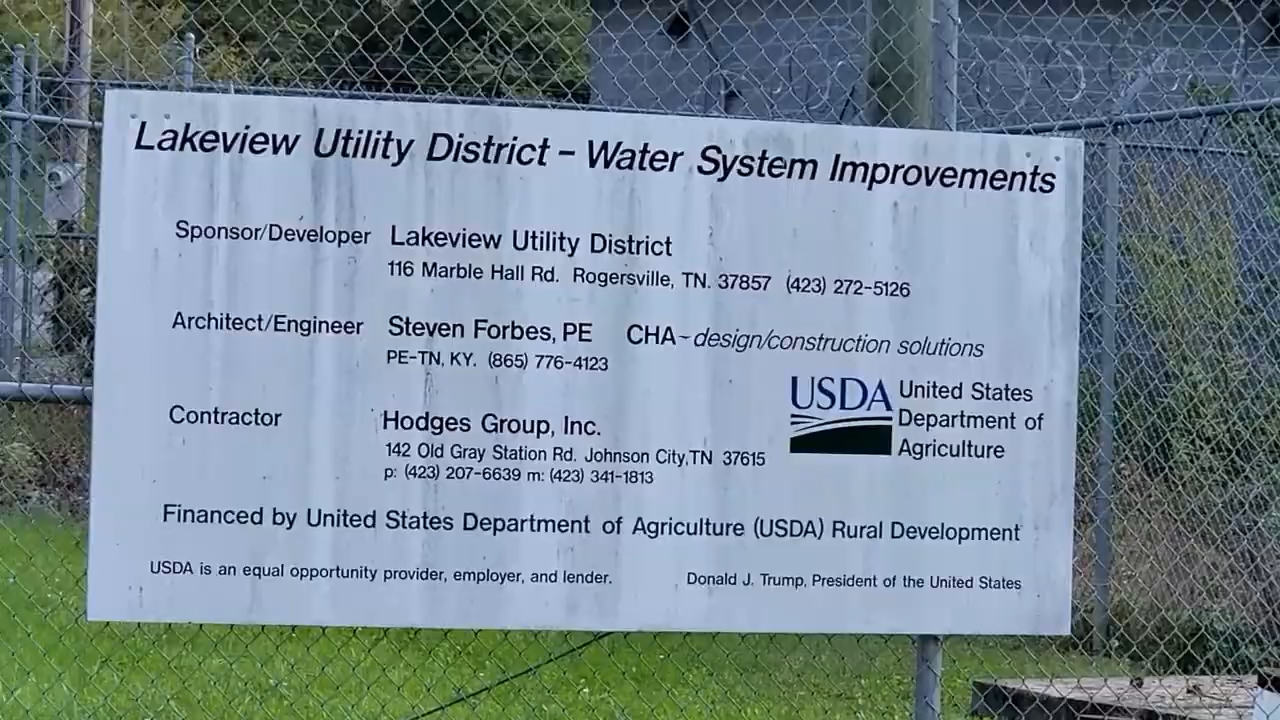 Lakeview Utility District - Water System Improvements
Sponsor/Developer Lakeview Utility District
116 Marble Hall Rd. Rogersville, TN. 37857 (423) 272-5126
Architect/Engineer Steven Forbes, PE CHA~design/construction solutions
PE-TN, KY. (865) 776-4123
USDA United States
Department of
Agriculture
Contractor Hodges Group, Inc.
142 Old Gray Station Rd. Johnson City,TN 37615
p: (423) 207-6639 m: (423) 341-1813
Financed by United States Department of Agriculture (USDA) Rural Development
USDA is an equal opportunity provider, employer, and lender. Donald J. Trump, President of the United States